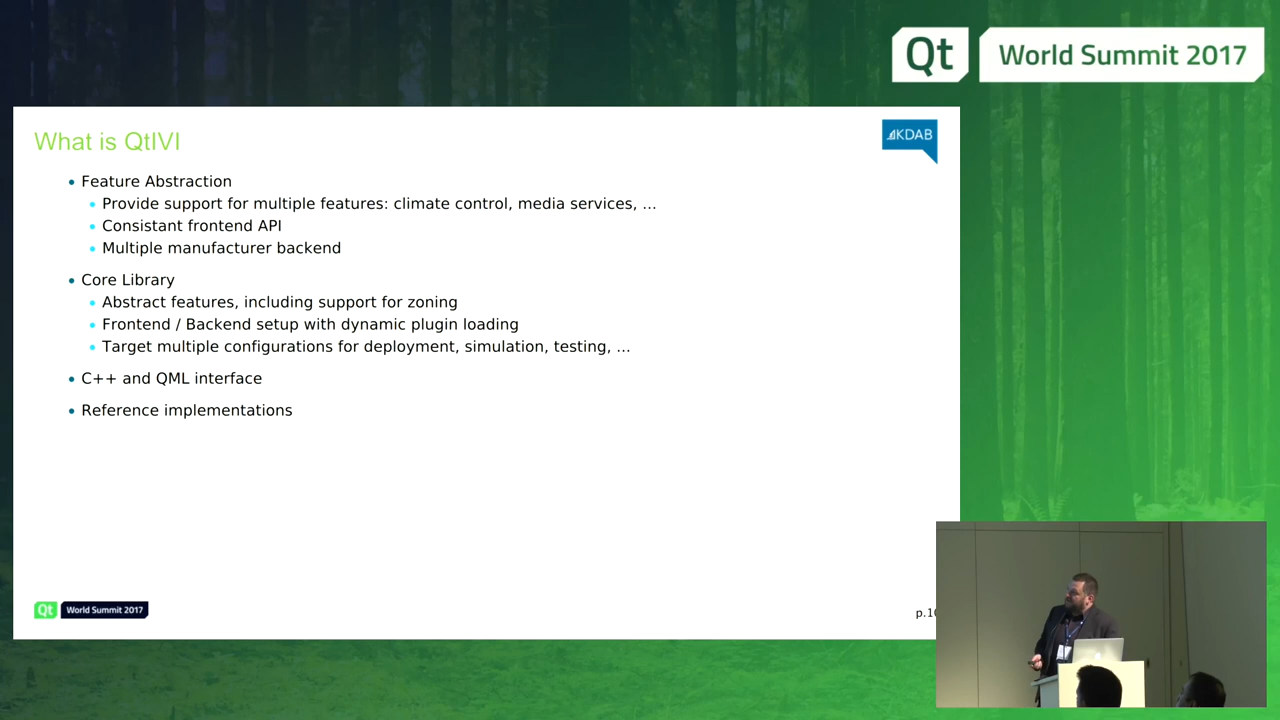 Qt World Summit 2017
What is QtIVI
KDAB
• Feature Abstraction
• Provide support for multiple features: climate control, media services, ...
• Consistant frontend API
• Multiple manufacturer backend
• Core Library
• Abstract features, including support for zoning
• Frontend / Backend setup with dynamic plugin loading
• Target multiple configurations for deployment, simulation, testing, ...
• C++ and QML interface
• Reference implementations
Qt World Summit 2017